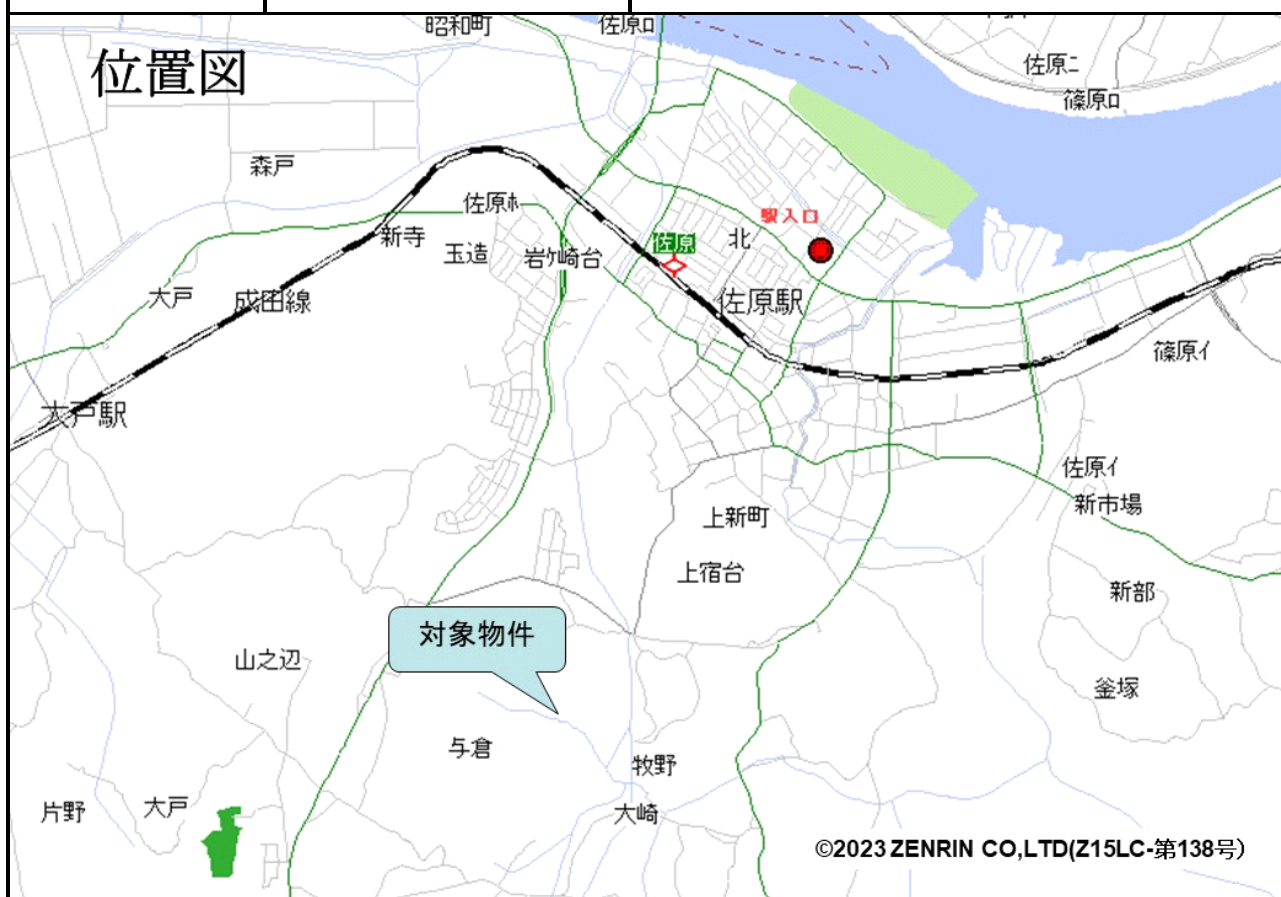 昭和町
佐原ロ
位置図
佐原ニ
篠原ロ
森戸
佐原ホ
駅入口
新寺
玉造
岩ケ崎台
佐原
北
大戸
成田線
佐原駅
篠原イ
大戸駅
佐原イ
新市場
上新町
上宿台
新部
対象物件
山之辺
釜塚
与倉
牧野
片野
大戸
大崎
©2023 ZENRIN CO,LTD(Z15LC-第138号)